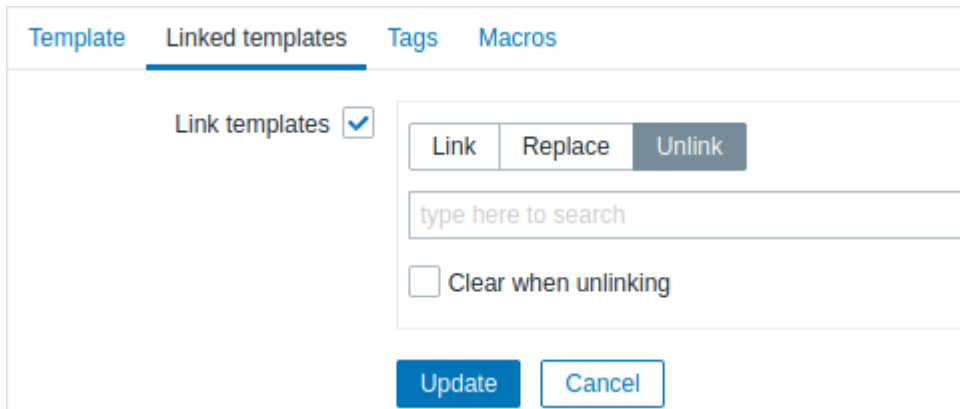 Template Linked templates Tags Macros
Link templates
Link Replace Unlink
type here to search
Clear when unlinking
Update Cancel